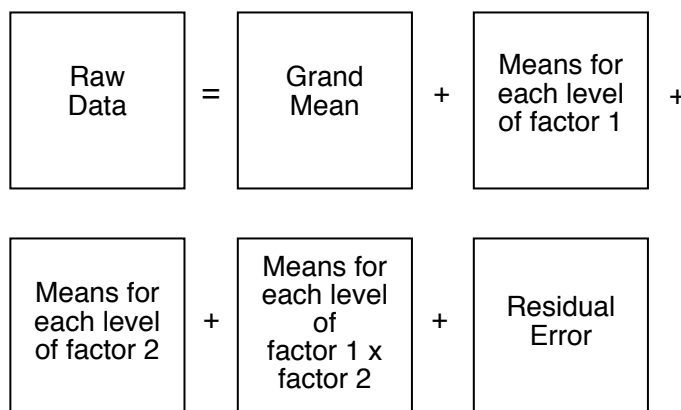 Raw
Data
=
Grand
Mean
+
Means for
each level
of factor 1
+
Means for
each level
of factor 2
+
Means for
each level
of
factor 1 x
factor 2
+
Residual
Error